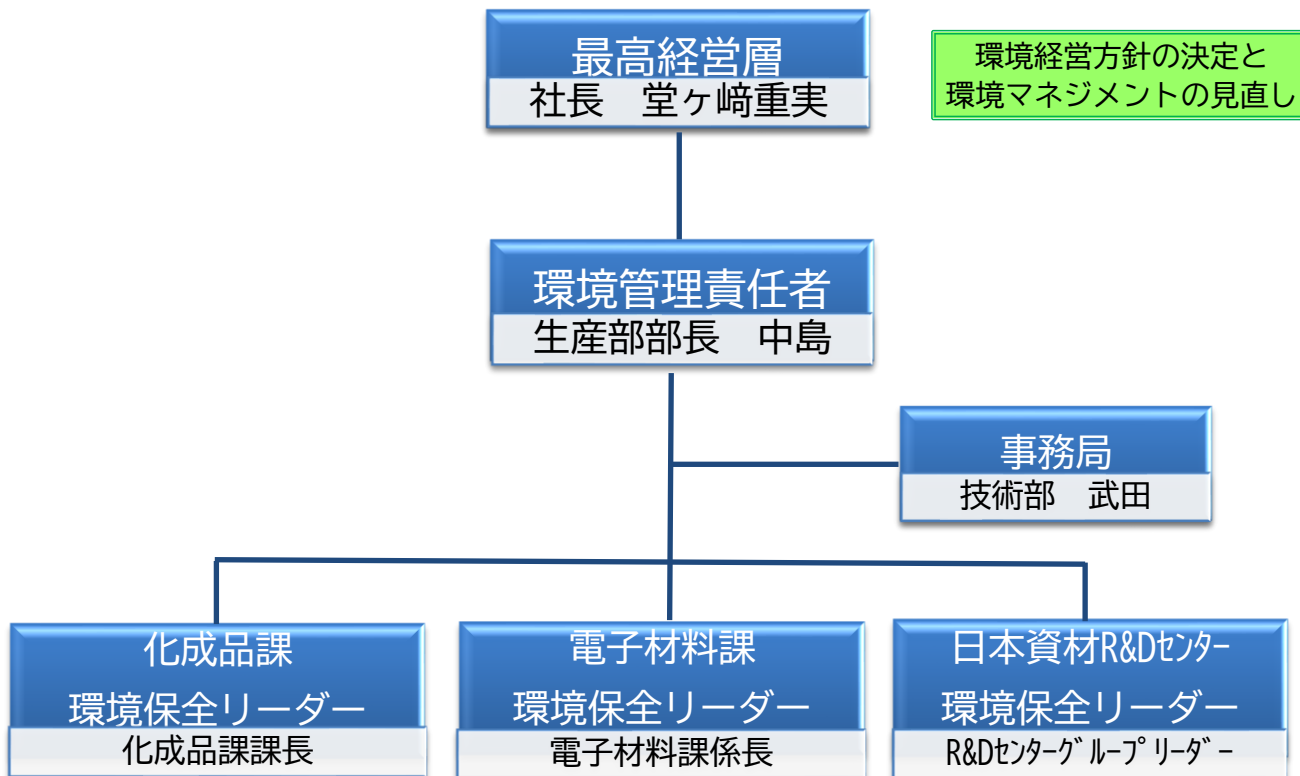 最高経営層
社長　堂ヶ﨑重実
環境経営方針の決定と
環境マネジメントの見直し
環境管理責任者
生産部部長　中島
事務局
技術部　武田
化成品課
環境保全リーダー
化成品課課長
電子材料課
環境保全リーダー
電子材料課係長
日本資材R&Dｾﾝﾀｰ
環境保全リーダー
R&Dｾﾝﾀｰｸﾞﾙｰﾌﾟﾘｰﾀﾞｰ